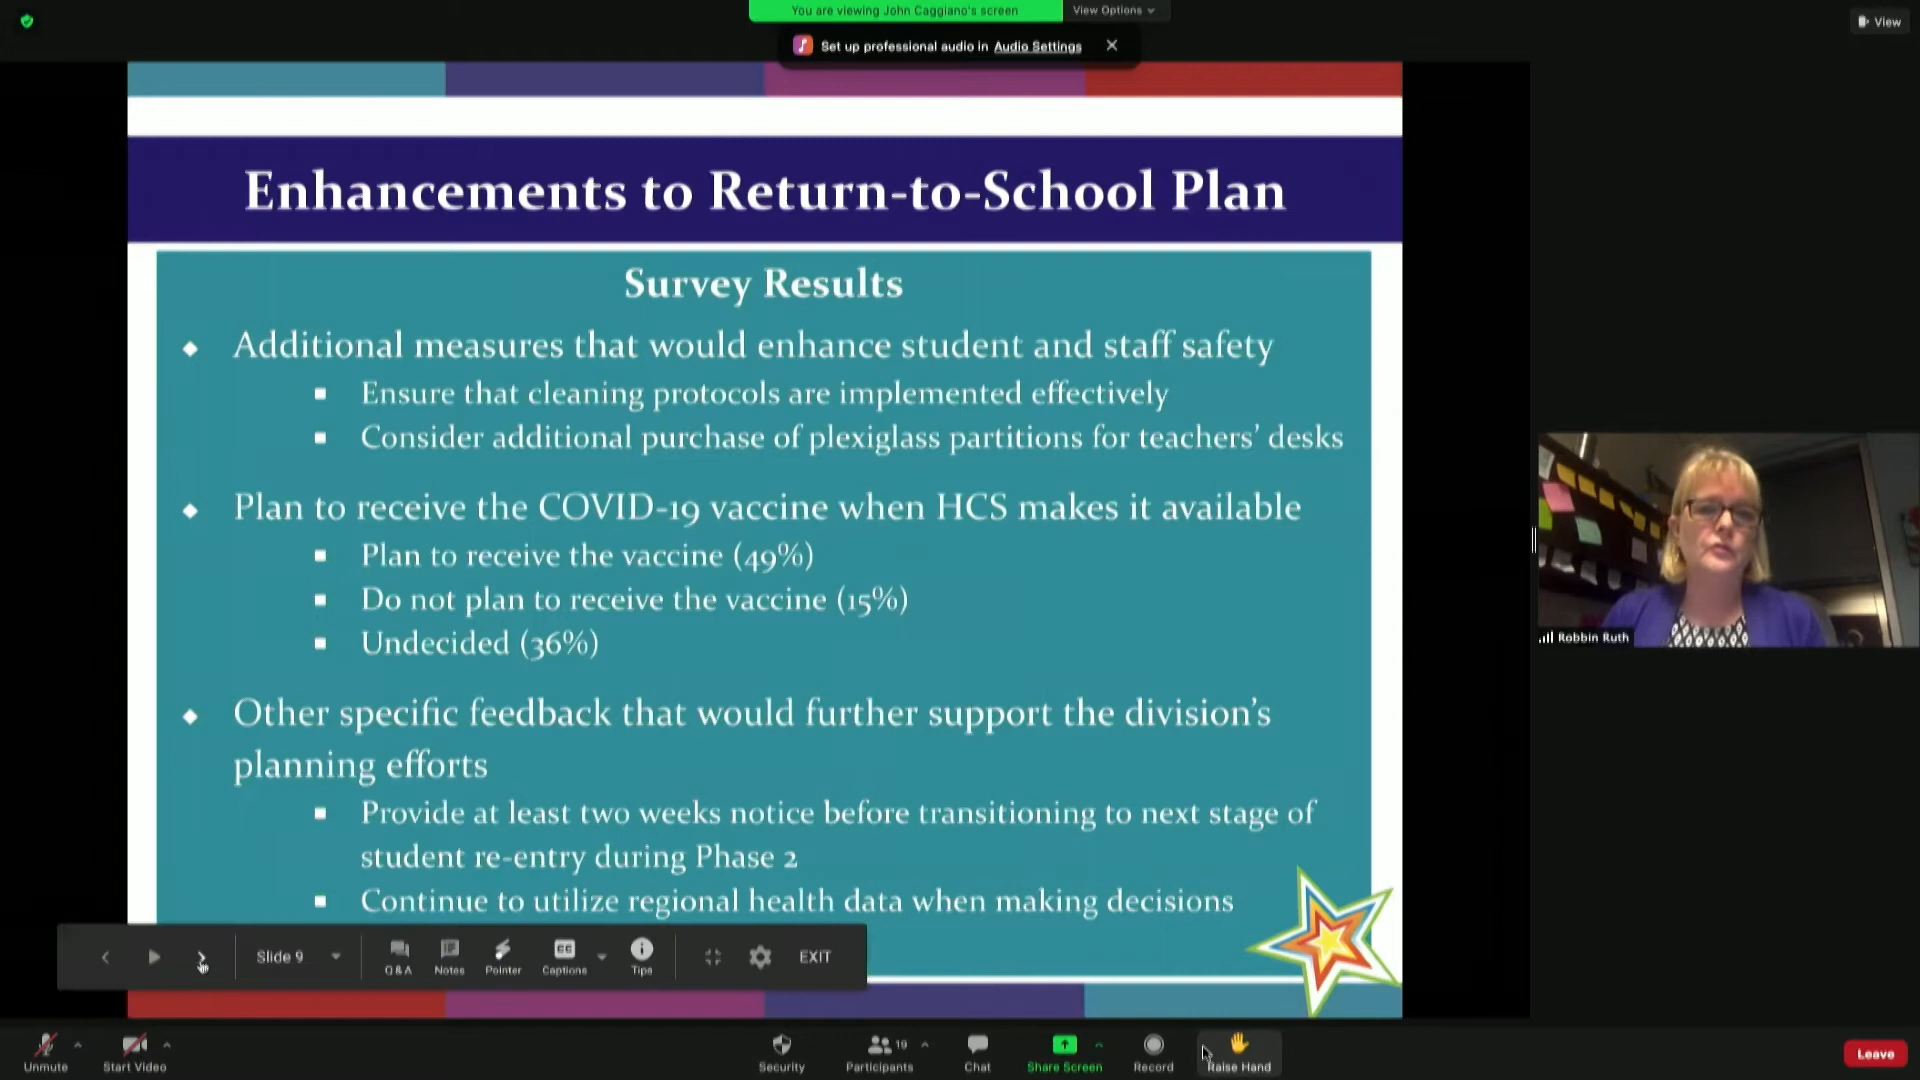 You are viewing John Caggiano's screen
View Options
View
Set up professional audio in Audio Settings
Enhancements to Return-to-School Plan
Survey Results
Additional measures that would enhance student and staff safety
Ensure that cleaning protocols are implemented effectively
Consider additional purchase of plexiglass partitions for teachers' desks
Plan to receive the COVID-19 vaccine when HCS makes it available
Plan to receive the vaccine (49%)
Do not plan to receive the vaccine (15%)
Undecided (36%)
Robbin Ruth
Other specific feedback that would further support the division's
planning efforts
Provide at least two weeks notice before transitioning to next stage of
student re-entry during Phase 2
Continue to utilize regional health data when making decisions
Slide 9
Q&A
Notes
Pointer
CC
Captions
Tips
EXIT
Unmute
Start Video
Security
19
Participants
Chat
Share Screen
Record
Raise Hand
Leave